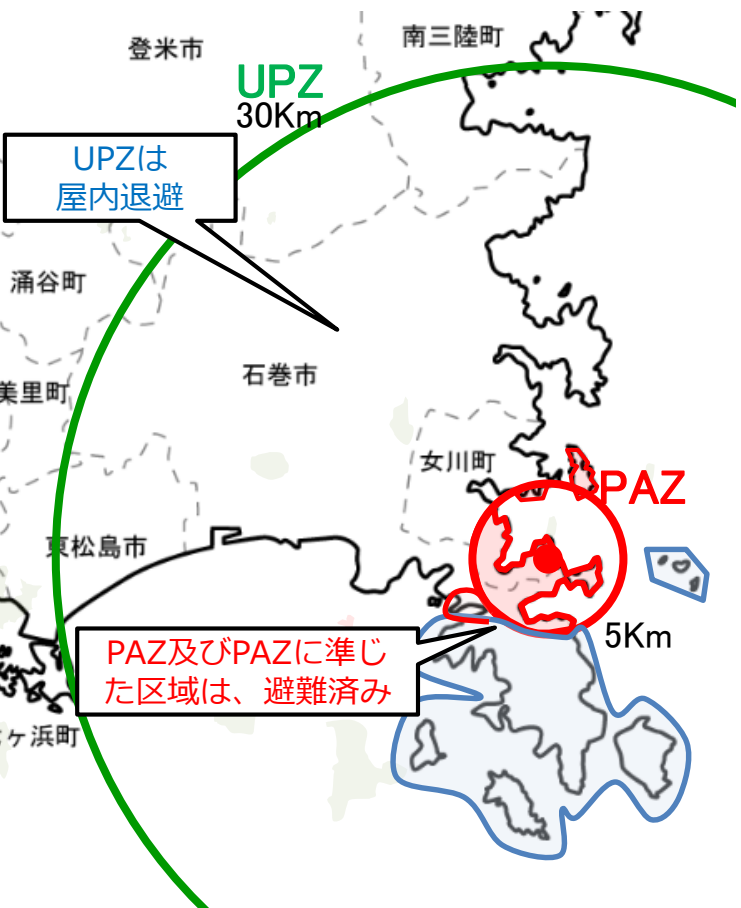 南三陸町
登米市
UPZ
30Km
UPZは
屋内退避
涌谷町
石巻市
美里町
女川町
PAZ
東松島市
5Km
PAZ及びPAZに準じ
た区域は、避難済み
ヶ浜町